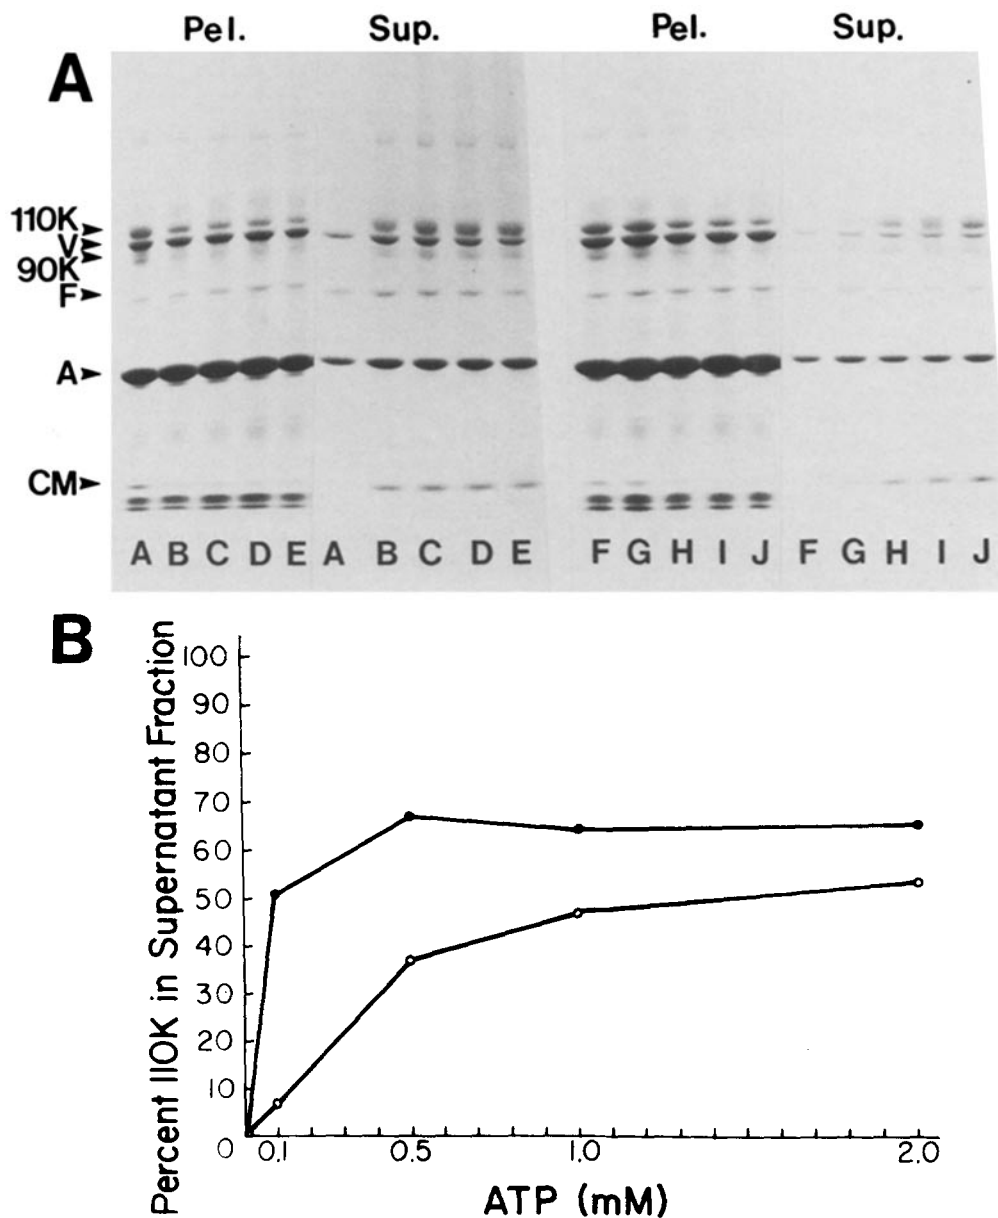 Pel. Sup. Pel. Sup.
A
110K
V
90K
F
A
CM
A B C D E A B C D E F G H I J F G H I J
B
Percent 110K in Supernatant Fraction
100
90
80
70
60
50
40
30
20
10
0 0.1 0.5 1.0 2.0
ATP (mM)